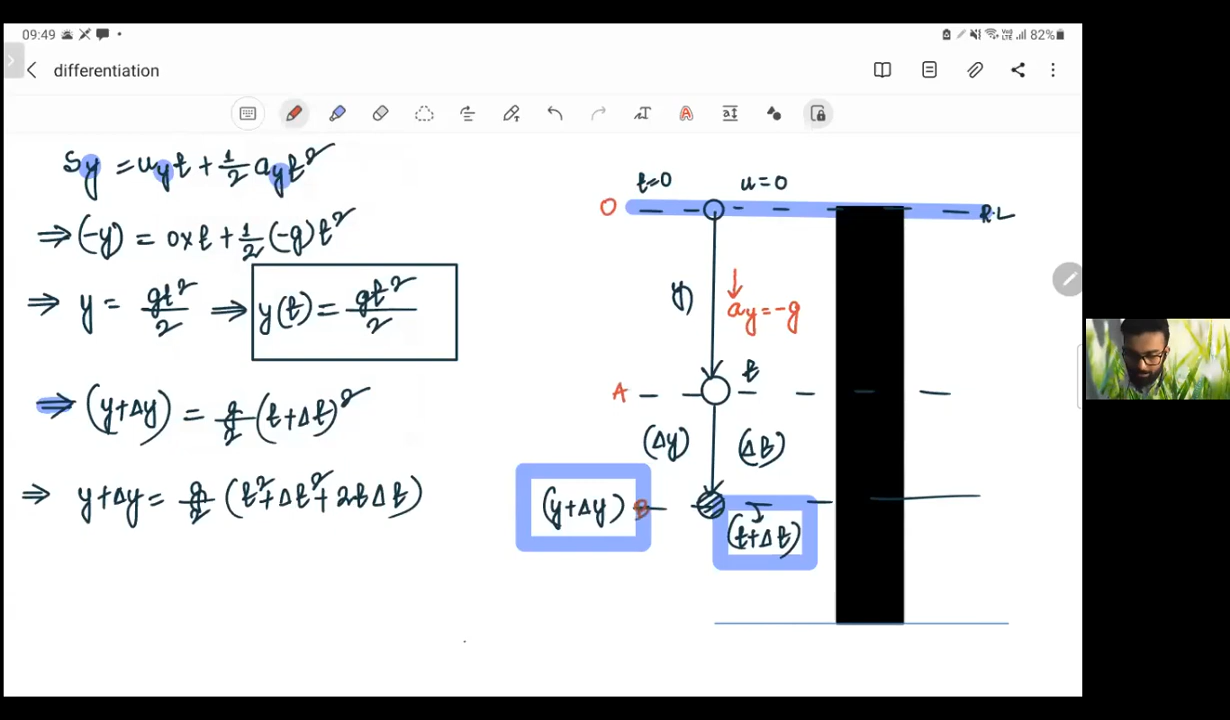 09:49
82%
differentiation
Sy = uyt + 1/2 ayt²
⇒ (-y) = 0xt + 1/2 (-g)t²
⇒ y = gt²/2 ⇒ y(t) = gt²/2
⇒ (y+Δy) = g/2 (t+Δt)²
⇒ y+Δy = g/2 (t²+Δt²+2tΔt)
t=0 u=0
O R.L
y
ay=-g
A t
(Δy) (Δt)
(y+Δy) B
(t+Δt)